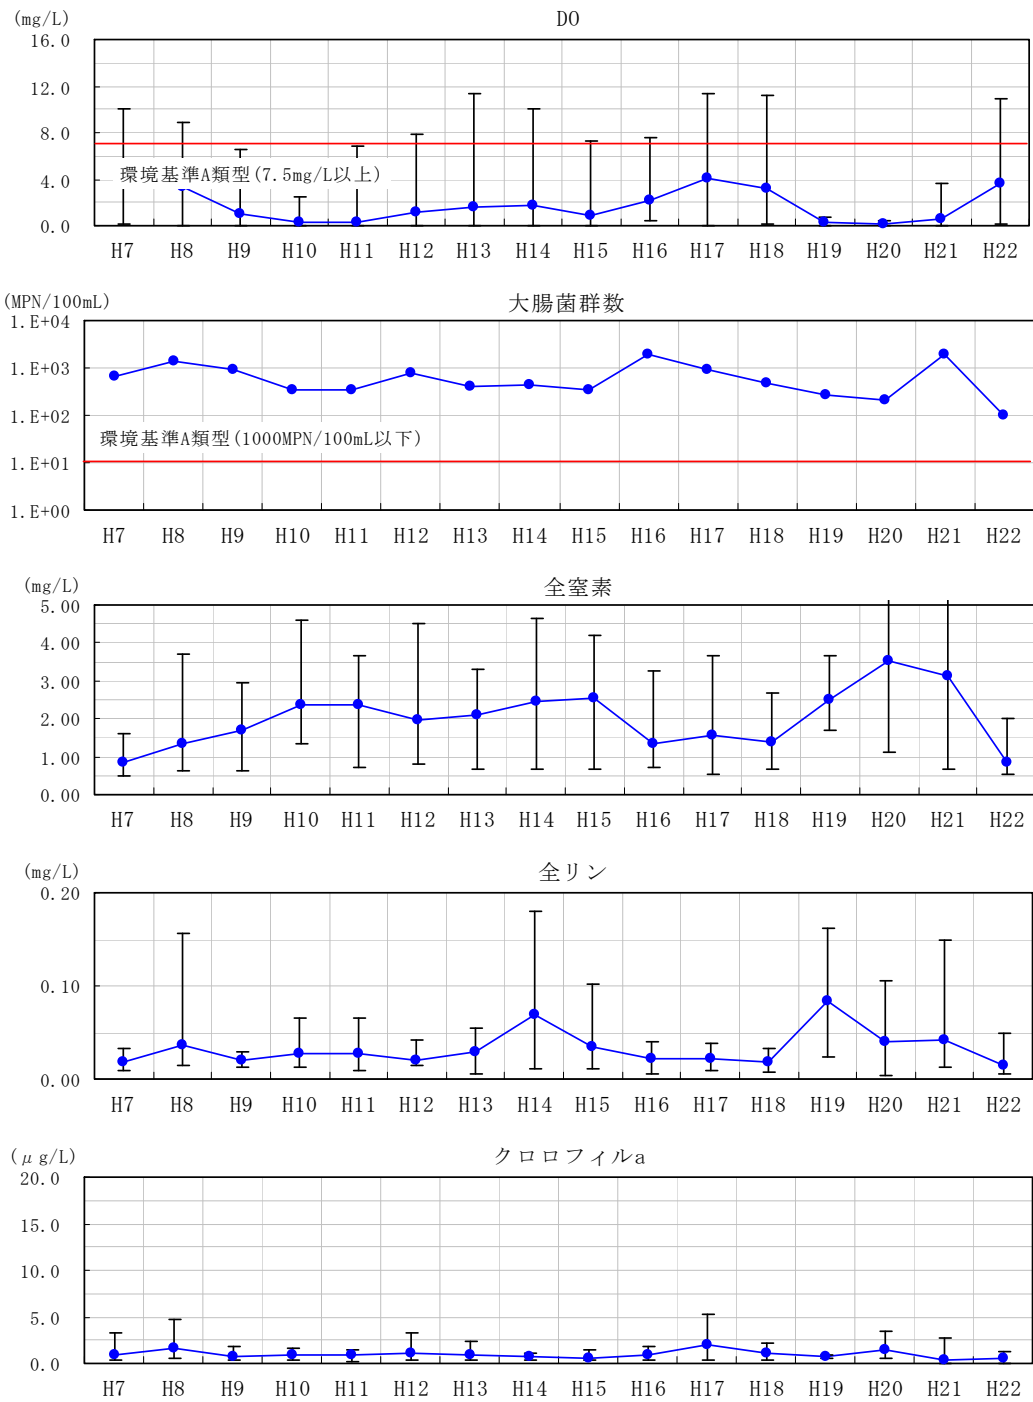 (mg/L) DO
16.0
12.0
8.0
環境基準A類型(7.5mg/L以上)
4.0
0.0
H7 H8 H9 H10 H11 H12 H13 H14 H15 H16 H17 H18 H19 H20 H21 H22
(MPN/100mL) 大腸菌群数
1.E+04
1.E+03
1.E+02
環境基準A類型(1000MPN/100mL以下)
1.E+01
1.E+00
H7 H8 H9 H10 H11 H12 H13 H14 H15 H16 H17 H18 H19 H20 H21 H22
(mg/L) 全窒素
5.00
4.00
3.00
2.00
1.00
0.00
H7 H8 H9 H10 H11 H12 H13 H14 H15 H16 H17 H18 H19 H20 H21 H22
(mg/L) 全リン
0.20
0.10
0.00
H7 H8 H9 H10 H11 H12 H13 H14 H15 H16 H17 H18 H19 H20 H21 H22
(μg/L) クロロフィルa
20.0
15.0
10.0
5.0
0.0
H7 H8 H9 H10 H11 H12 H13 H14 H15 H16 H17 H18 H19 H20 H21 H22